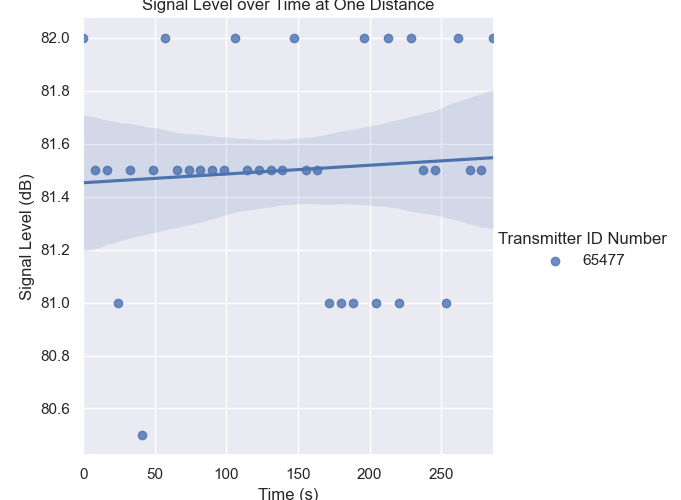 Signal Level over Time at One Distance
82.0
81.8
81.6
81.4
81.2
81.0
80.8
80.6
Signal Level (dB)
0 50 100 150 200 250
Time (s)
Transmitter ID Number
65477